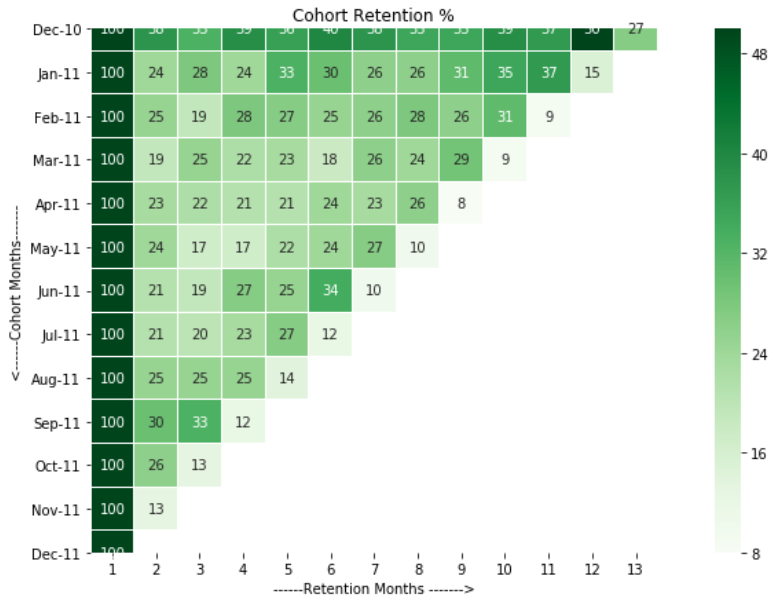 Cohort Retention %
Dec-10 100 40 37 27
Jan-11 100 24 28 24 33 30 26 26 31 35 37 15
Feb-11 100 25 19 28 27 25 26 28 26 31 9
Mar-11 100 19 25 22 23 18 26 24 29 9
Apr-11 100 23 22 21 21 24 23 26 8
May-11 100 24 17 17 22 24 27 10
Jun-11 100 21 19 27 25 34 10
Jul-11 100 21 20 23 27 12
Aug-11 100 25 25 25 14
Sep-11 100 30 33 12
Oct-11 100 26 13
Nov-11 100 13
Dec-11 100
1 2 3 4 5 6 7 8 9 10 11 12 13
------Retention Months ------->
<------Cohort Months-------
48
40
32
24
16
8